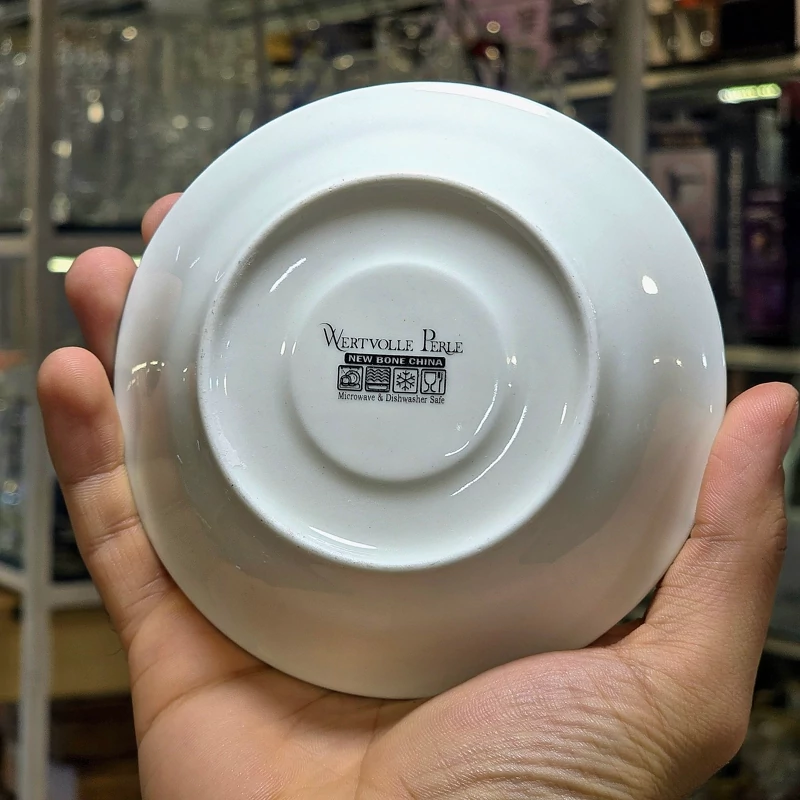 Wertvolle Perle
NEW BONE CHINA
Microwave & Dishwasher Safe